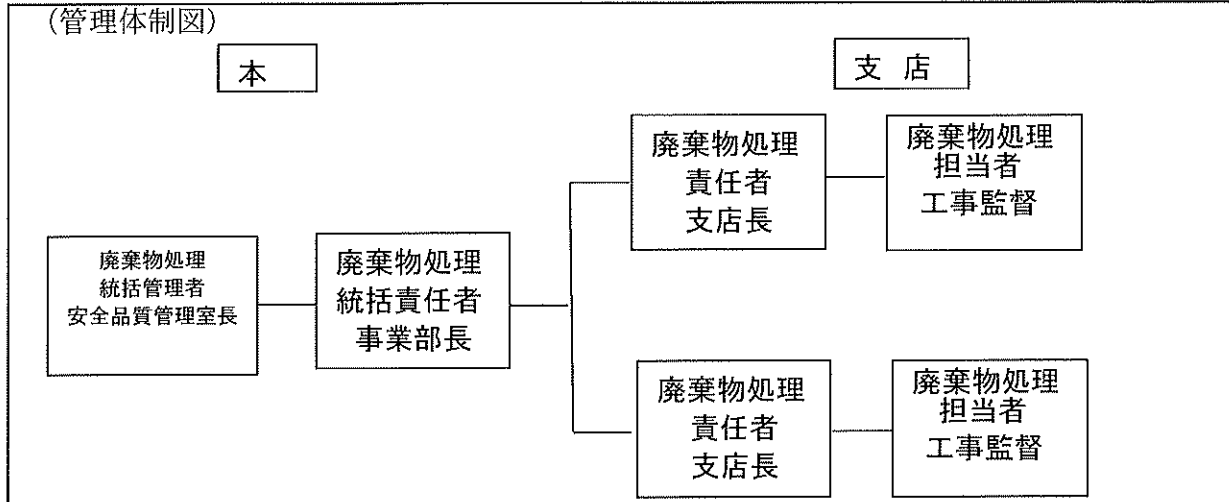 (管理体制図)
本
支 店
廃棄物処理
統括管理者
安全品質管理室長
廃棄物処理
統括責任者
事業部長
廃棄物処理
責任者
支店長
廃棄物処理
担当者
工事監督
廃棄物処理
責任者
支店長
廃棄物処理
担当者
工事監督